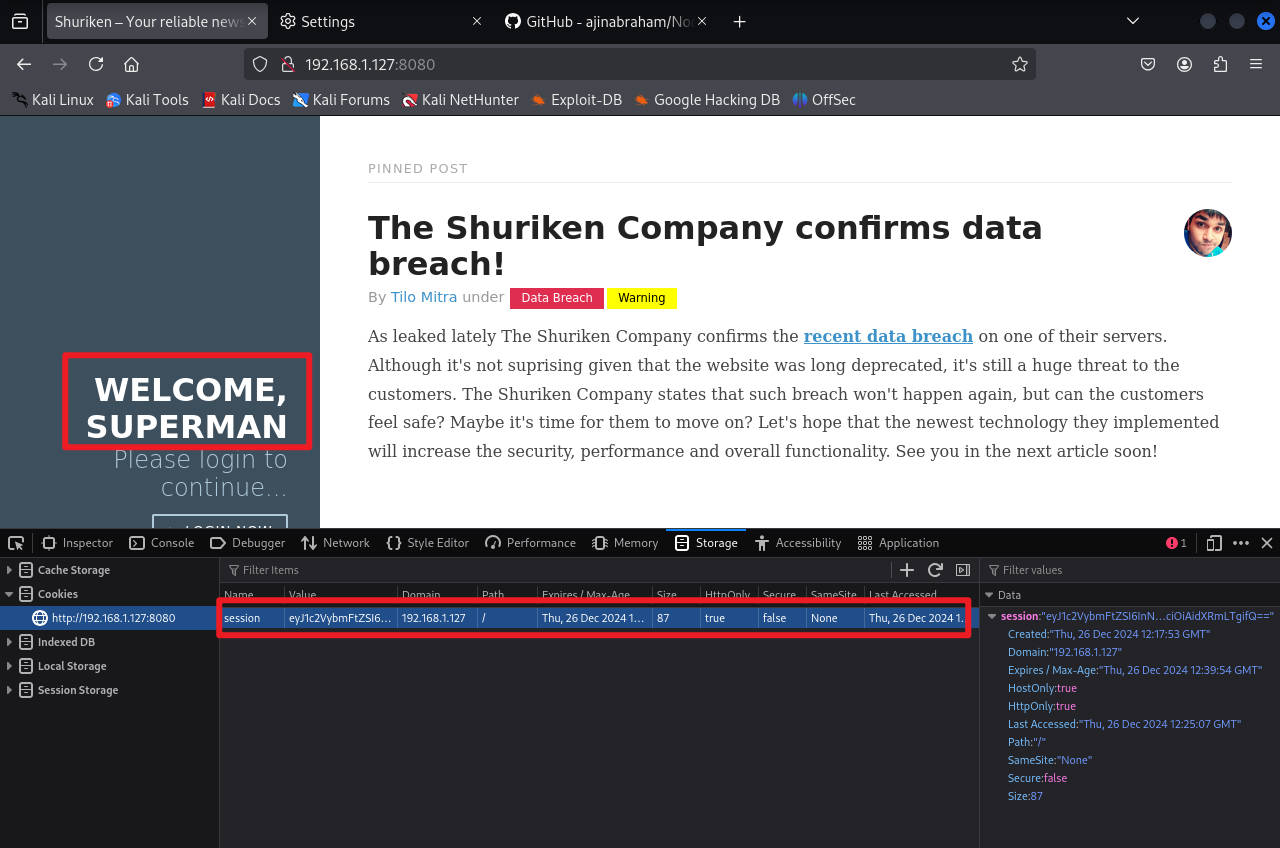 Shuriken – Your reliable news
Settings
GitHub - ajinabraham/No
192.168.1.127:8080
Kali Linux
Kali Tools
Kali Docs
Kali Forums
Kali NetHunter
Exploit-DB
Google Hacking DB
OffSec
WELCOME,
SUPERMAN
Please login to
continue...
LOGIN NOW
PINNED POST
The Shuriken Company confirms data
breach!
By Tilo Mitra under Data Breach Warning
As leaked lately The Shuriken Company confirms the recent data breach on one of their servers.
Although it's not suprising given that the website was long deprecated, it's still a huge threat to the
customers. The Shuriken Company states that such breach won't happen again, but can the customers
feel safe? Maybe it's time for them to move on? Let's hope that the newest technology they implemented
will increase the security, performance and overall functionality. See you in the next article soon!
Inspector Console Debugger Network Style Editor Performance Memory Storage Accessibility Application 1
Cache Storage
Cookies
http://192.168.1.127:8080
Indexed DB
Local Storage
Session Storage
Filter Items
Name Value Domain Path Expires / Max-Age Size HttpOnly Secure SameSite Last Accessed
session eyJ1c2VybmFtZSI6... 192.168.1.127 / Thu, 26 Dec 2024 1... 87 true false None Thu, 26 Dec 2024 1...
Filter values
Data
session:"eyJ1c2VybmFtZSI6InN...ciOiAidXRmLTgifQ=="
Created:"Thu, 26 Dec 2024 12:17:53 GMT"
Domain:"192.168.1.127"
Expires / Max-Age:"Thu, 26 Dec 2024 12:39:54 GMT"
HostOnly:true
HttpOnly:true
Last Accessed:"Thu, 26 Dec 2024 12:25:07 GMT"
Path:"/"
SameSite:"None"
Secure:false
Size:87